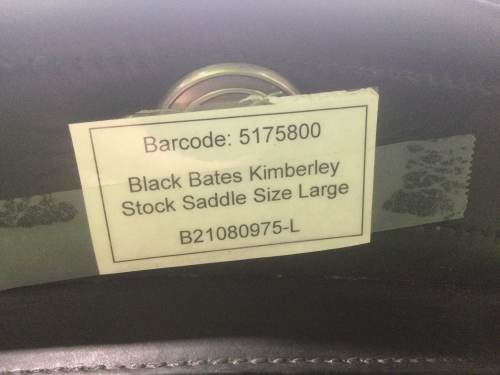 Barcode: 5175800
Black Bates Kimberley
Stock Saddle Size Large
B21080975-L